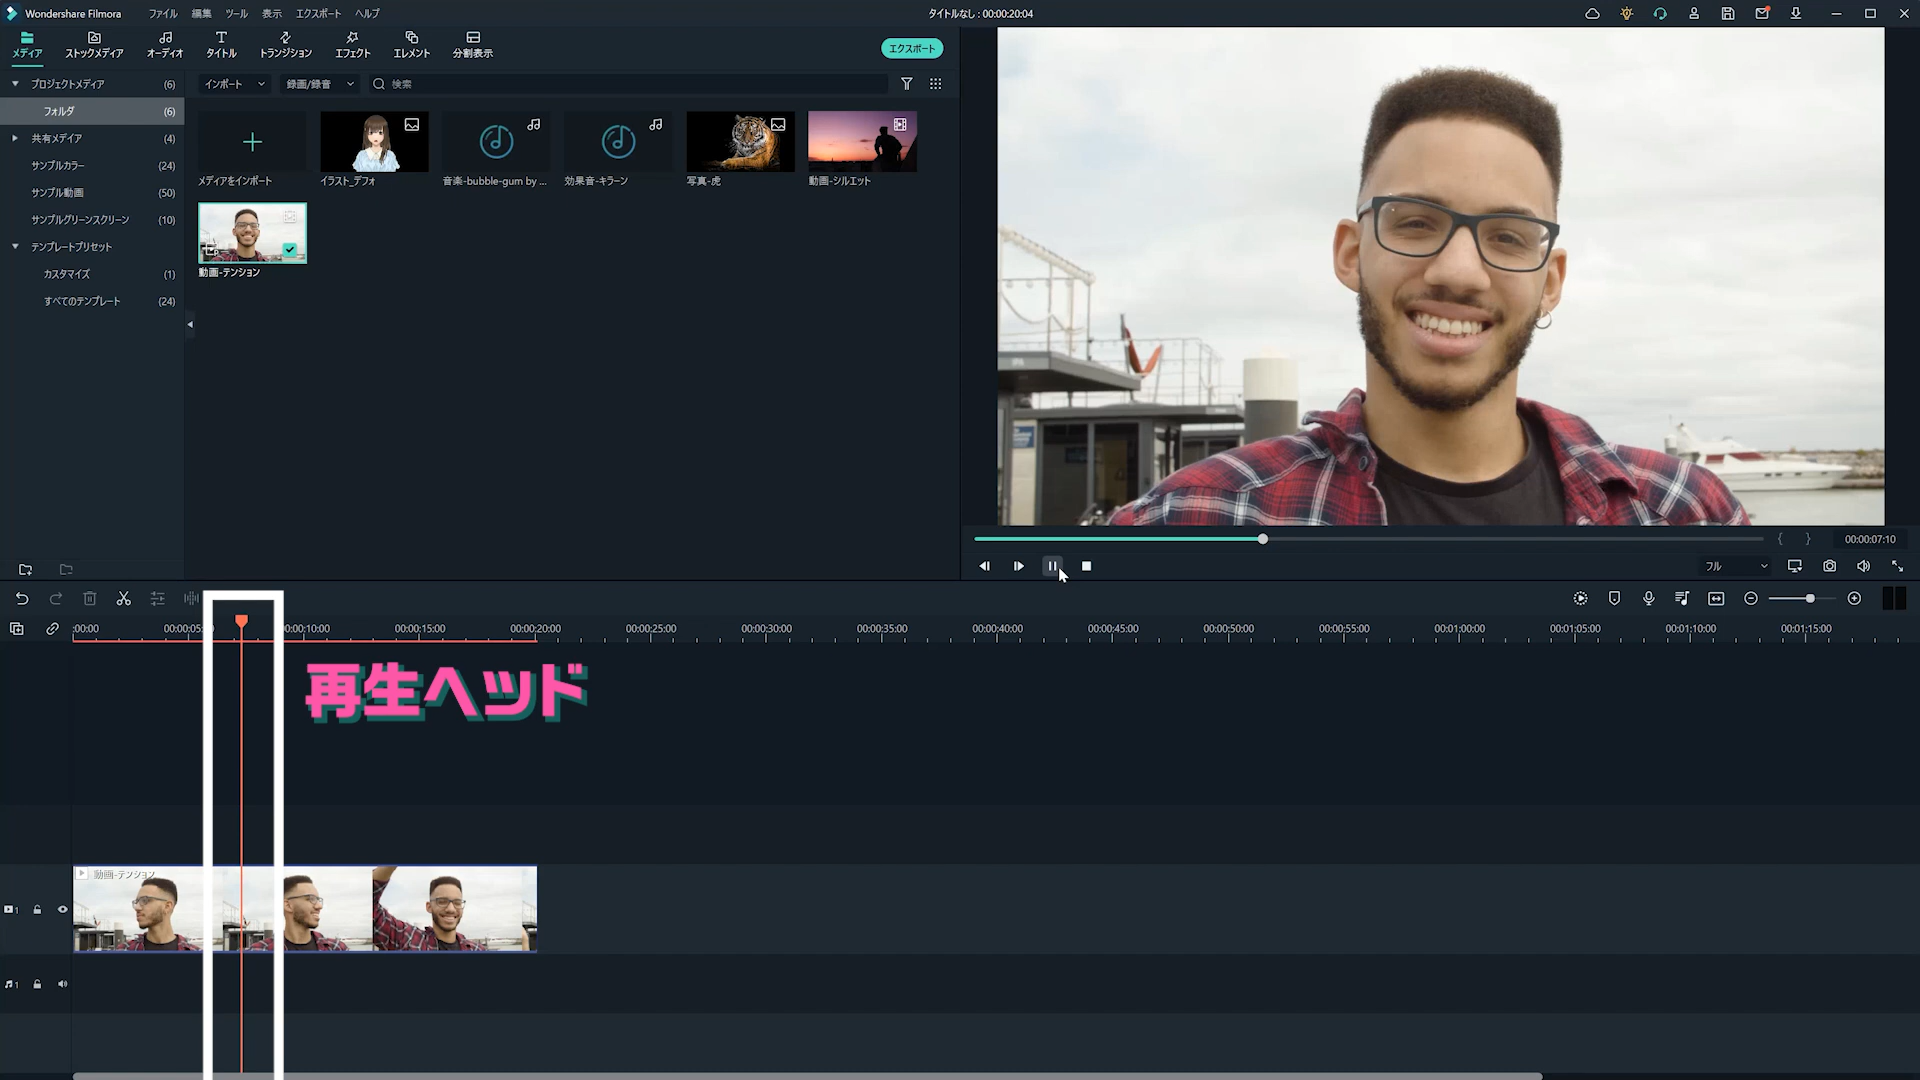 Wondershare Filmora ファイル 編集 ツール 表示 エクスポート ヘルプ タイトルなし : 00:00:20:04
メディア ストックメディア オーディオ タイトル トランジション エフェクト エレメント 分割表示 エクスポート
プロジェクトメディア (6)
フォルダ (6)
共有メデイア (4)
サンプルカラー (24)
サンプル動画 (50)
サンプルグリーンスクリーン (10)
テンプレートプリセット
カスタマイズ (1)
すべてのテンプレート (24)
インポート 録画/録音 検索
メディアをインポート イラスト_デフォ 音楽-bubble-gum by ... 効果音-キラーン 写真-虎 動画-シルエット
動画-テンション
{ } 00:00:07:10
フル
:00:00 00:00:05: 0:00:10:00 00:00:15:00 00:00:20:00 00:00:25:00 00:00:30:00 00:00:35:00 00:00:40:00 00:00:45:00 00:00:50:00 00:00:55:00 00:01:00:00 00:01:05:00 00:01:10:00 00:01:15:00
再生ヘッド
動画-テンション
1
1